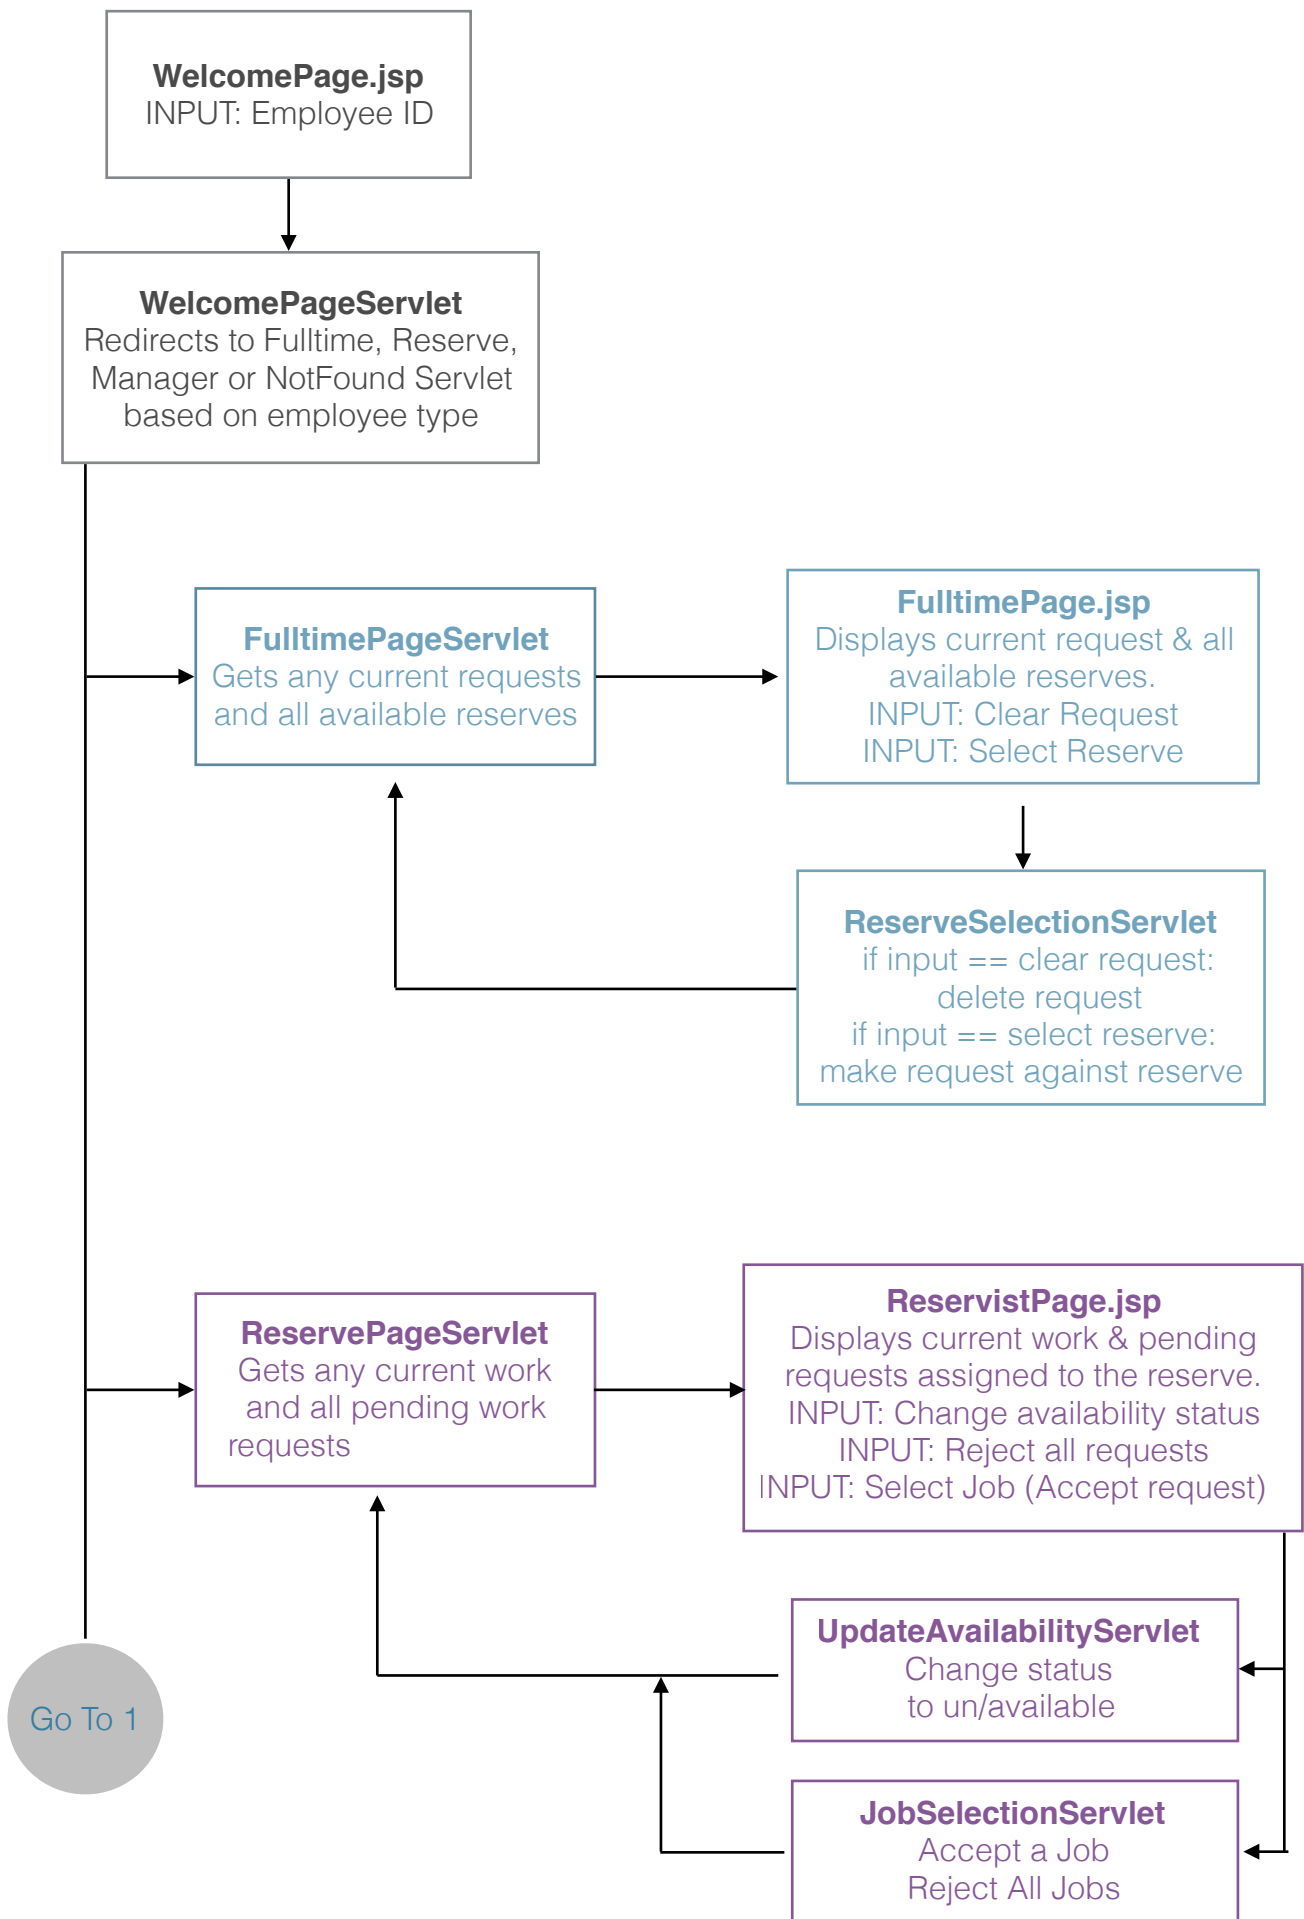 WelcomePage.jsp
INPUT: Employee ID
WelcomePageServlet
Redirects to Fulltime, Reserve,
Manager or NotFound Servlet
based on employee type
FulltimePageServlet
Gets any current requests
and all available reserves
FulltimePage.jsp
Displays current request & all
available reserves.
INPUT: Clear Request
INPUT: Select Reserve
ReserveSelectionServlet
if input == clear request:
delete request
if input == select reserve:
make request against reserve
ReservePageServlet
Gets any current work
and all pending work
requests
ReservistPage.jsp
Displays current work & pending
requests assigned to the reserve.
INPUT: Change availability status
INPUT: Reject all requests
INPUT: Select Job (Accept request)
UpdateAvailabilityServlet
Change status
to un/available
Go To 1
JobSelectionServlet
Accept a Job
Reject All Jobs